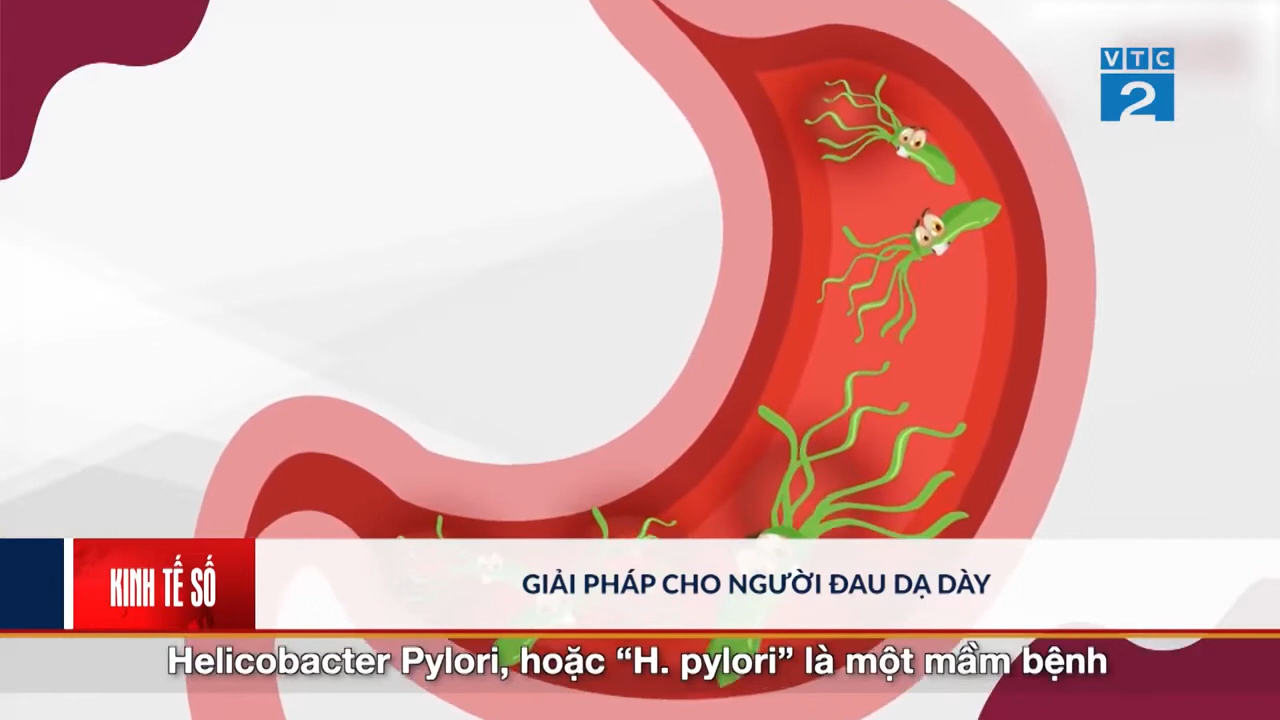 VTC
2
KINH TẾ SỐ
GIẢI PHÁP CHO NGƯỜI ĐAU DẠ DÀY
Helicobacter Pylori, hoặc “H. pylori” là một mầm bệnh